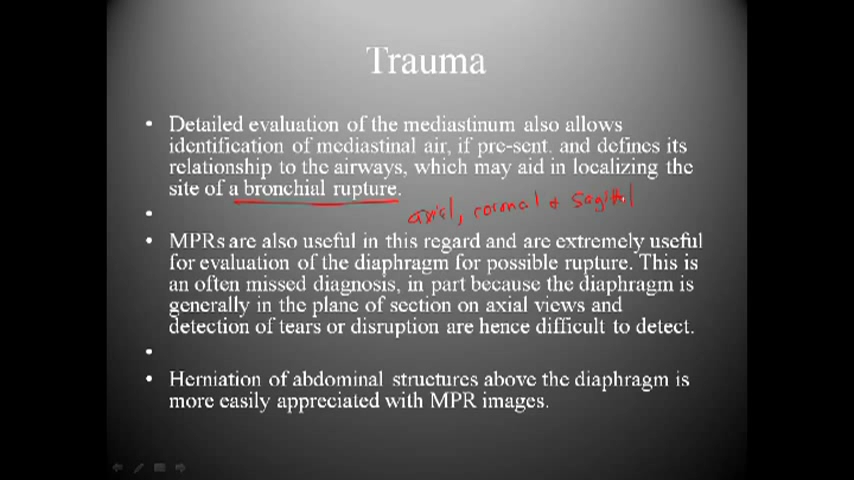 Trauma
• Detailed evaluation of the mediastinum also allows
identification of mediastinal air, if pre-sent. and defines its
relationship to the airways, which may aid in localizing the
site of a bronchial rupture.
axial, coronal + sagittal
•
• MPRs are also useful in this regard and are extremely useful
for evaluation of the diaphragm for possible rupture. This is
an often missed diagnosis, in part because the diaphragm is
generally in the plane of section on axial views and
detection of tears or disruption are hence difficult to detect.
•
• Herniation of abdominal structures above the diaphragm is
more easily appreciated with MPR images.